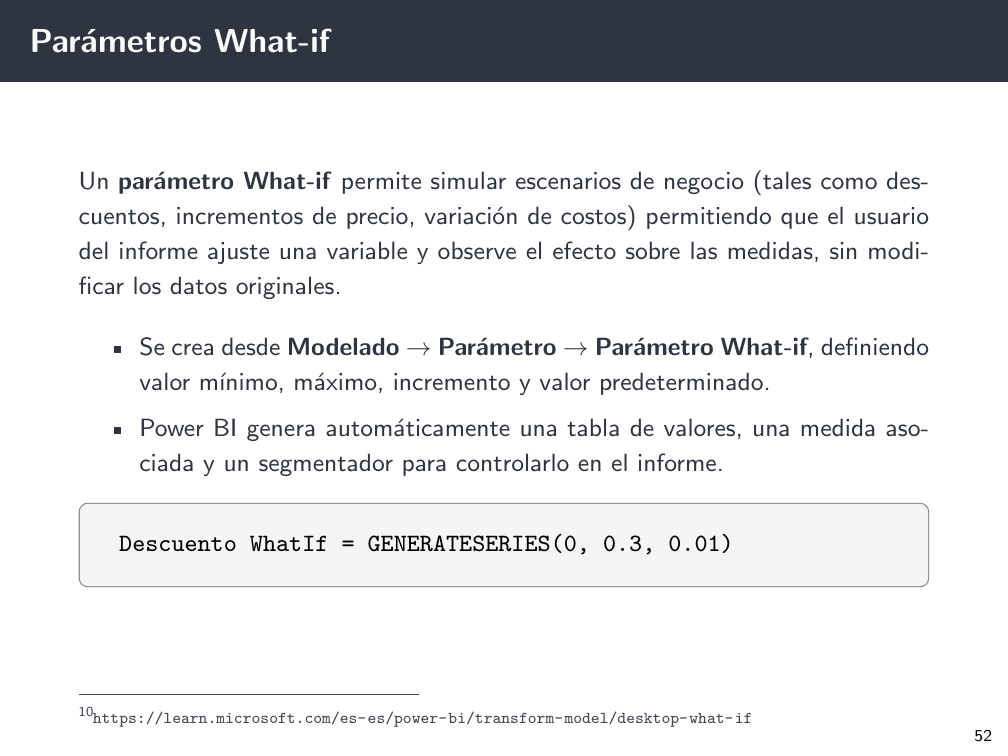 Parámetros What-if
Un parámetro What-if permite simular escenarios de negocio (tales como des-
cuentos, incrementos de precio, variación de costos) permitiendo que el usuario
del informe ajuste una variable y observe el efecto sobre las medidas, sin modi-
ficar los datos originales.
▪ Se crea desde Modelado → Parámetro → Parámetro What-if, definiendo
valor mínimo, máximo, incremento y valor predeterminado.
▪ Power BI genera automáticamente una tabla de valores, una medida aso-
ciada y un segmentador para controlarlo en el informe.
Descuento WhatIf = GENERATESERIES(0, 0.3, 0.01)
10https://learn.microsoft.com/es-es/power-bi/transform-model/desktop-what-if
52